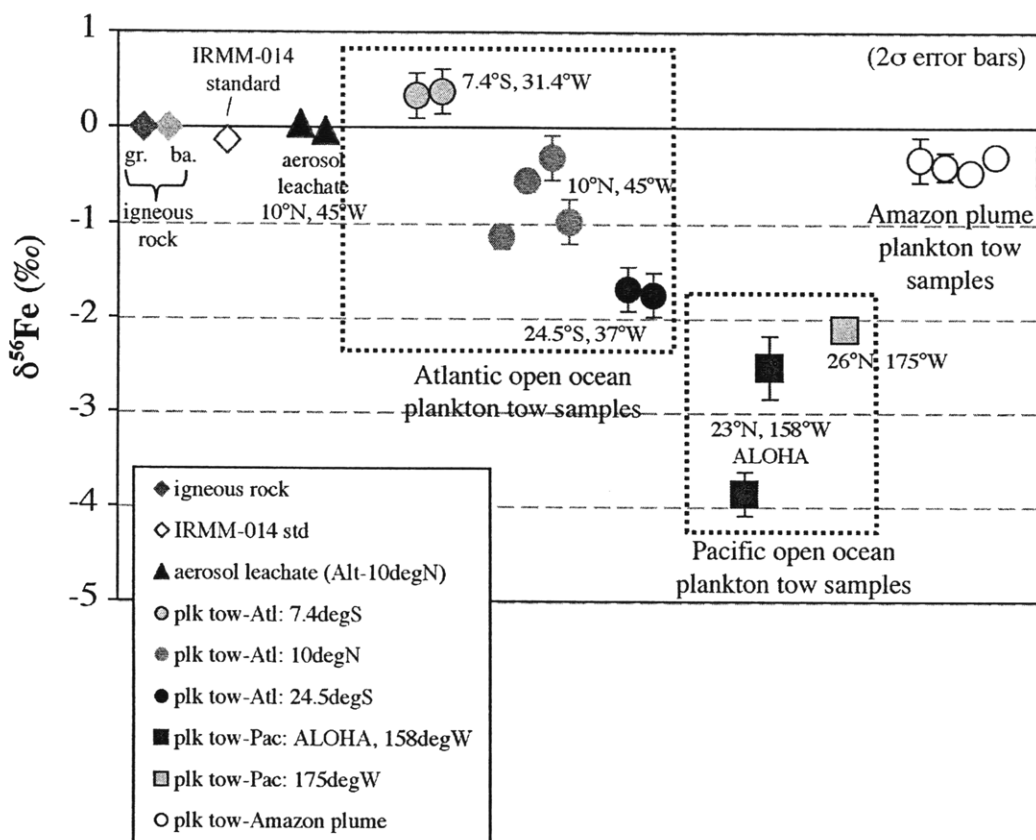 1
0
-1
-2
-3
-4
-5
δ⁵⁶Fe (‰)
(2σ error bars)
IRMM-014
standard
gr. ba.
igneous
rock
aerosol
leachate
10°N, 45°W
7.4°S, 31.4°W
10°N, 45°W
24.5°S, 37°W
Atlantic open ocean
plankton tow samples
Amazon plume
plankton tow
samples
26°N, 175°W
23°N, 158°W
ALOHA
Pacific open ocean
plankton tow samples
igneous rock
IRMM-014 std
aerosol leachate (Alt-10degN)
plk tow-Atl: 7.4degS
plk tow-Atl: 10degN
plk tow-Atl: 24.5degS
plk tow-Pac: ALOHA, 158degW
plk tow-Pac: 175degW
plk tow-Amazon plume